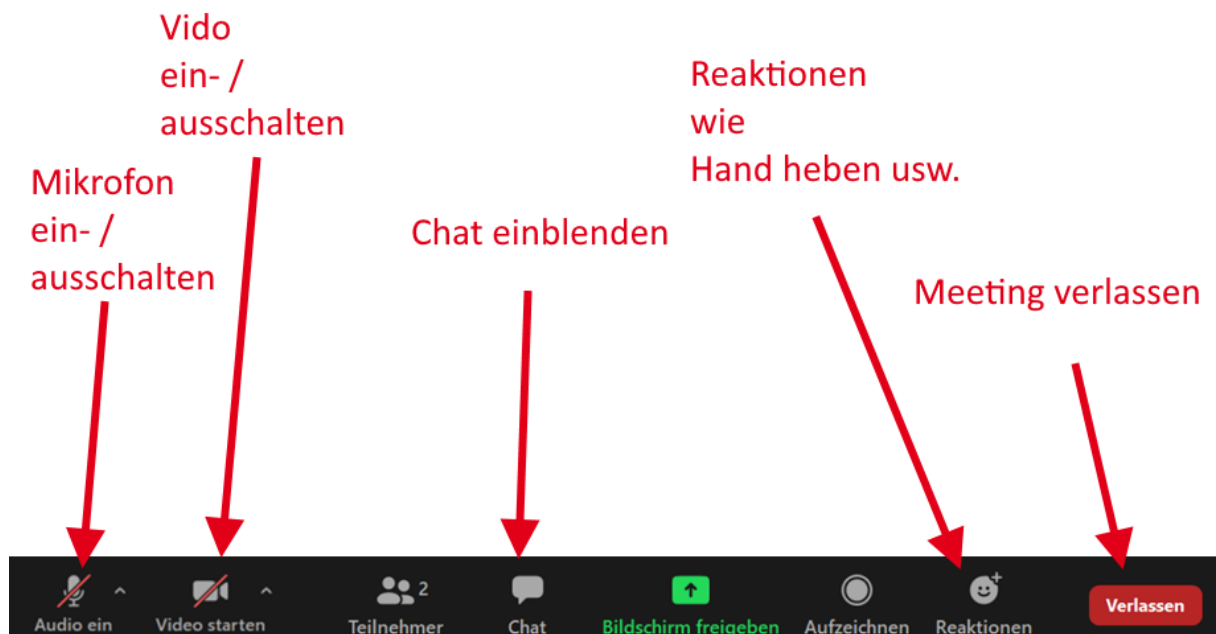 Vido
ein- /
ausschalten
Reaktionen
wie
Hand heben usw.
Mikrofon
ein- /
ausschalten
Chat einblenden
Meeting verlassen
2
Audio ein
Video starten
Teilnehmer
Chat
Bildschirm freigeben
Aufzeichnen
Reaktionen
Verlassen